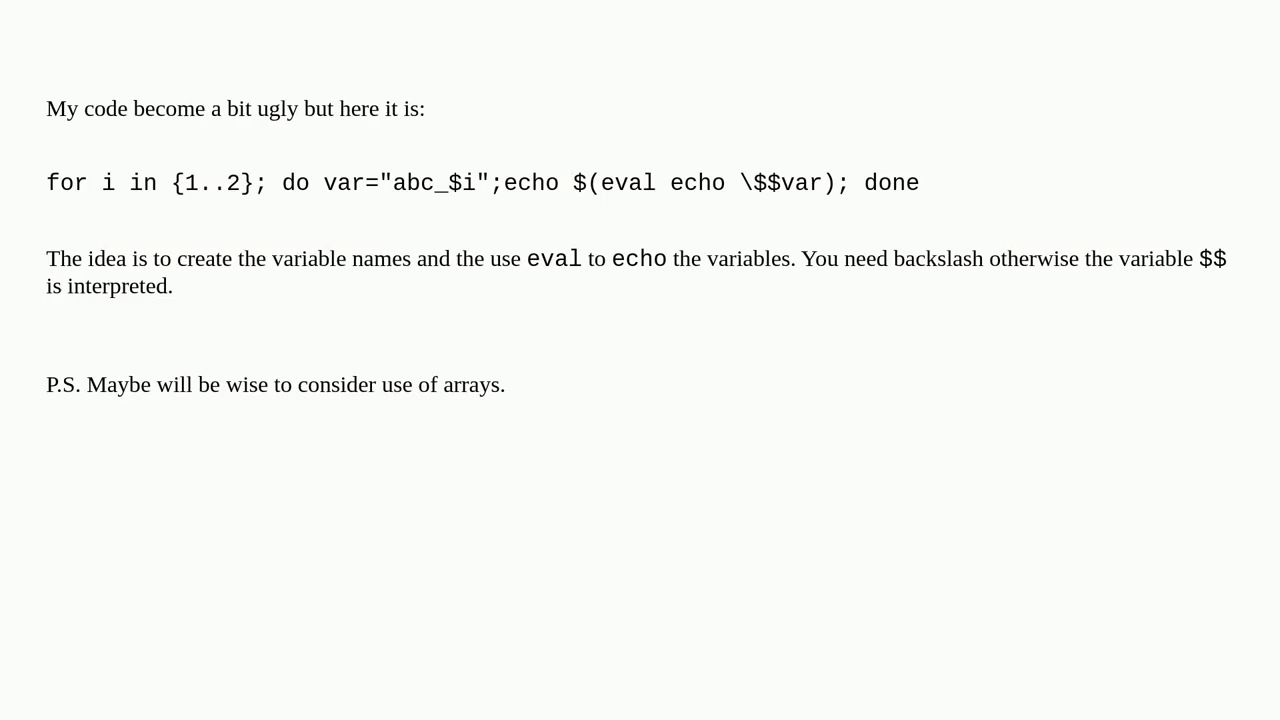 My code become a bit ugly but here it is:
for i in {1..2}; do var="abc_$i";echo $(eval echo \$$var); done
The idea is to create the variable names and the use eval to echo the variables. You need backslash otherwise the variable $$
is interpreted.
P.S. Maybe will be wise to consider use of arrays.